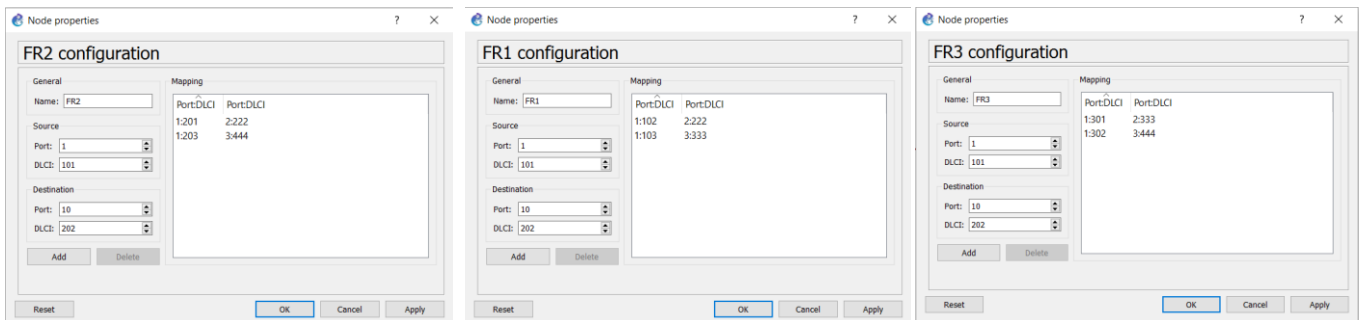 Node properties ? ×
FR2 configuration
General
Name: FR2
Source
Port: 1
DLCI: 101
Destination
Port: 10
DLCI: 202
Add Delete
Mapping
Port:DLCI Port:DLCI
1:201 2:222
1:203 3:444
Reset OK Cancel Apply
Node properties ? ×
FR1 configuration
General
Name: FR1
Source
Port: 1
DLCI: 101
Destination
Port: 10
DLCI: 202
Add Delete
Mapping
Port:DLCI Port:DLCI
1:102 2:222
1:103 3:333
Reset OK Cancel Apply
Node properties ? ×
FR3 configuration
General
Name: FR3
Source
Port: 1
DLCI: 101
Destination
Port: 10
DLCI: 202
Add Delete
Mapping
Port:DLCI Port:DLCI
1:301 2:333
1:302 3:444
Reset OK Cancel Apply